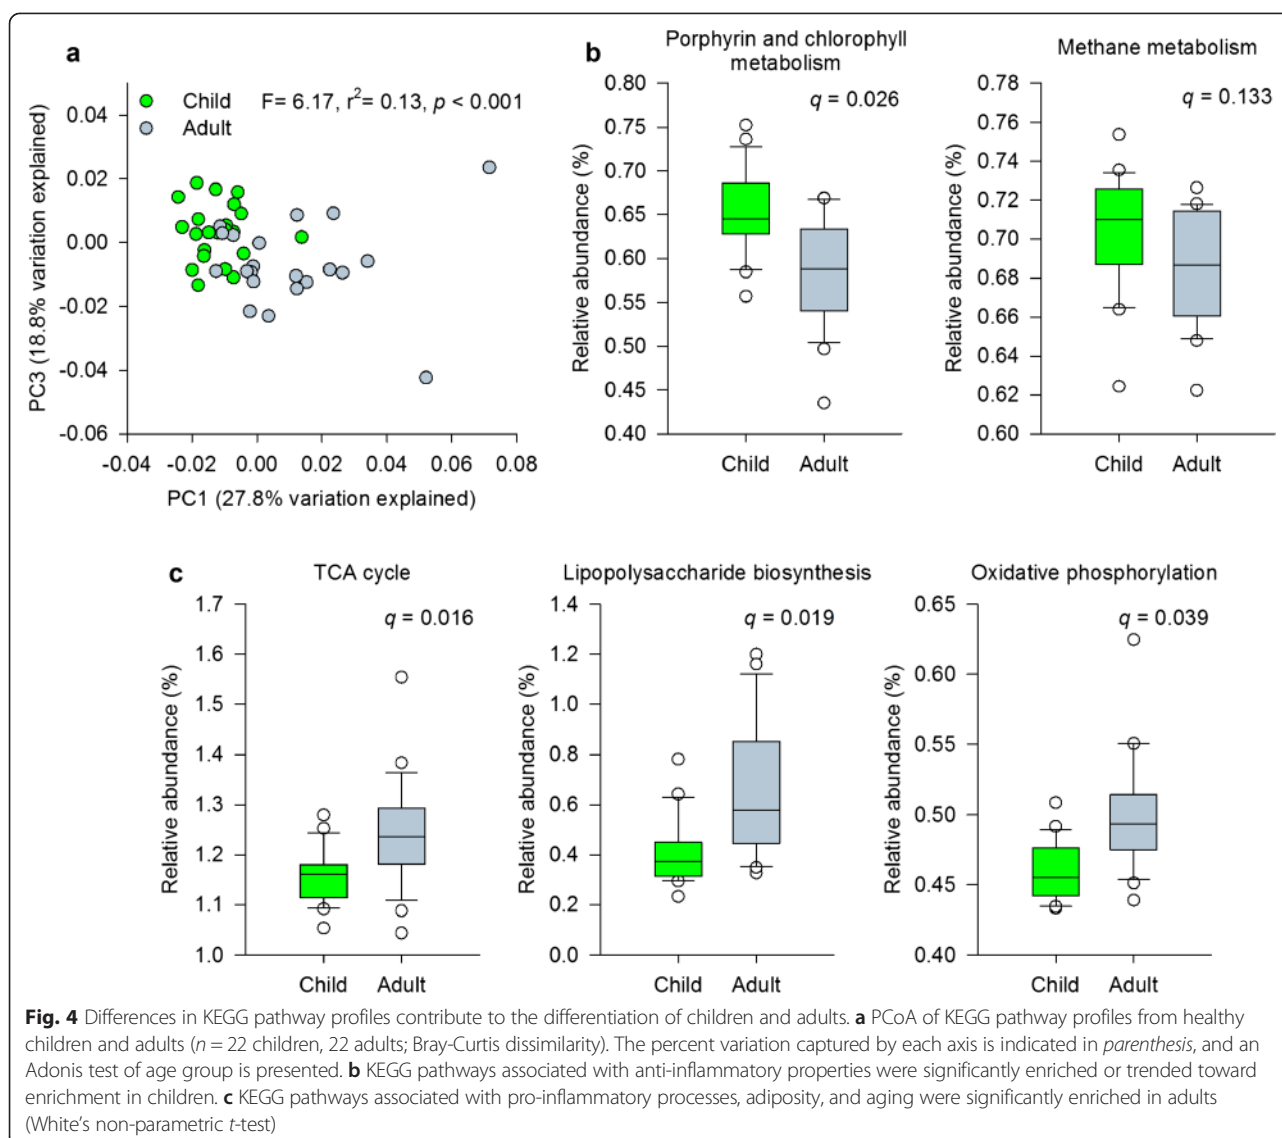 a
Child
Adult
F= 6.17, r²= 0.13, p < 0.001
PC3 (18.8% variation explained)
0.04
0.02
0.00
-0.02
-0.04
-0.06
-0.04 -0.02 0.00 0.02 0.04 0.06 0.08
PC1 (27.8% variation explained)
b
Porphyrin and chlorophyll
metabolism
q = 0.026
Relative abundance (%)
0.80
0.75
0.70
0.65
0.60
0.55
0.50
0.45
0.40
Child Adult
Methane metabolism
q = 0.133
Relative abundance (%)
0.78
0.76
0.74
0.72
0.70
0.68
0.66
0.64
0.62
0.60
Child Adult
c
TCA cycle
q = 0.016
Relative abundance (%)
1.7
1.6
1.5
1.4
1.3
1.2
1.1
1.0
Child Adult
Lipopolysaccharide biosynthesis
q = 0.019
Relative abundance (%)
1.4
1.2
1.0
0.8
0.6
0.4
0.2
0.0
Child Adult
Oxidative phosphorylation
q = 0.039
Relative abundance (%)
0.65
0.60
0.55
0.50
0.45
0.40
Child Adult
Fig. 4 Differences in KEGG pathway profiles contribute to the differentiation of children and adults. a PCoA of KEGG pathway profiles from healthy
children and adults (n = 22 children, 22 adults; Bray-Curtis dissimilarity). The percent variation captured by each axis is indicated in parenthesis, and an
Adonis test of age group is presented. b KEGG pathways associated with anti-inflammatory properties were significantly enriched or trended toward
enrichment in children. c KEGG pathways associated with pro-inflammatory processes, adiposity, and aging were significantly enriched in adults
(White's non-parametric t-test)